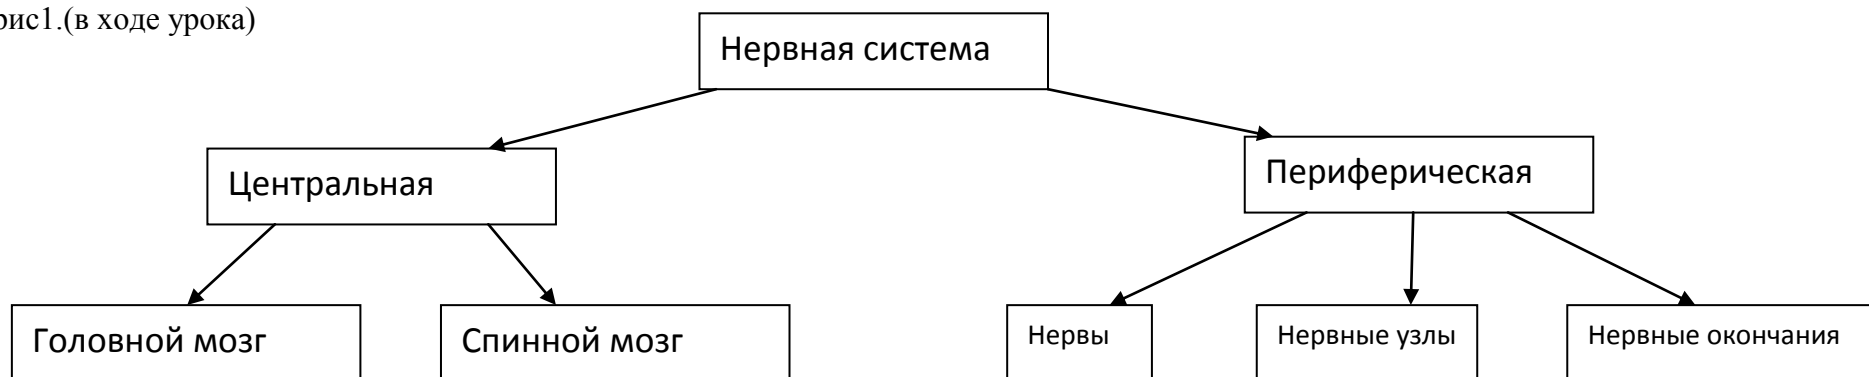 рис1.(в ходе урока)
Нервная система
Центральная
Периферическая
Головной мозг
Спинной мозг
Нервы
Нервные узлы
Нервные окончания